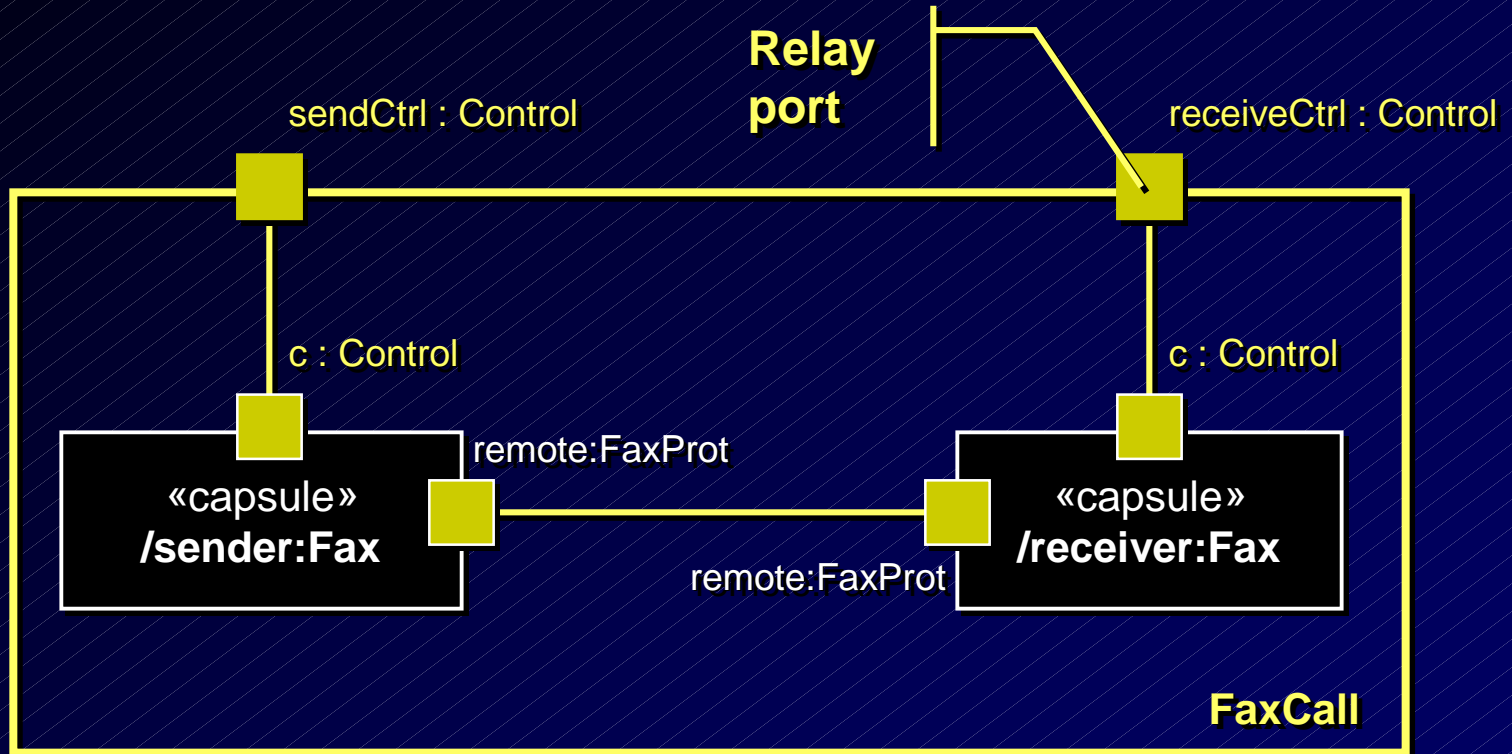 Relay
port
sendCtrl : Control
receiveCtrl : Control
c : Control
c : Control
remote:FaxProt
«capsule»
/sender:Fax
«capsule»
/receiver:Fax
remote:FaxProt
FaxCall